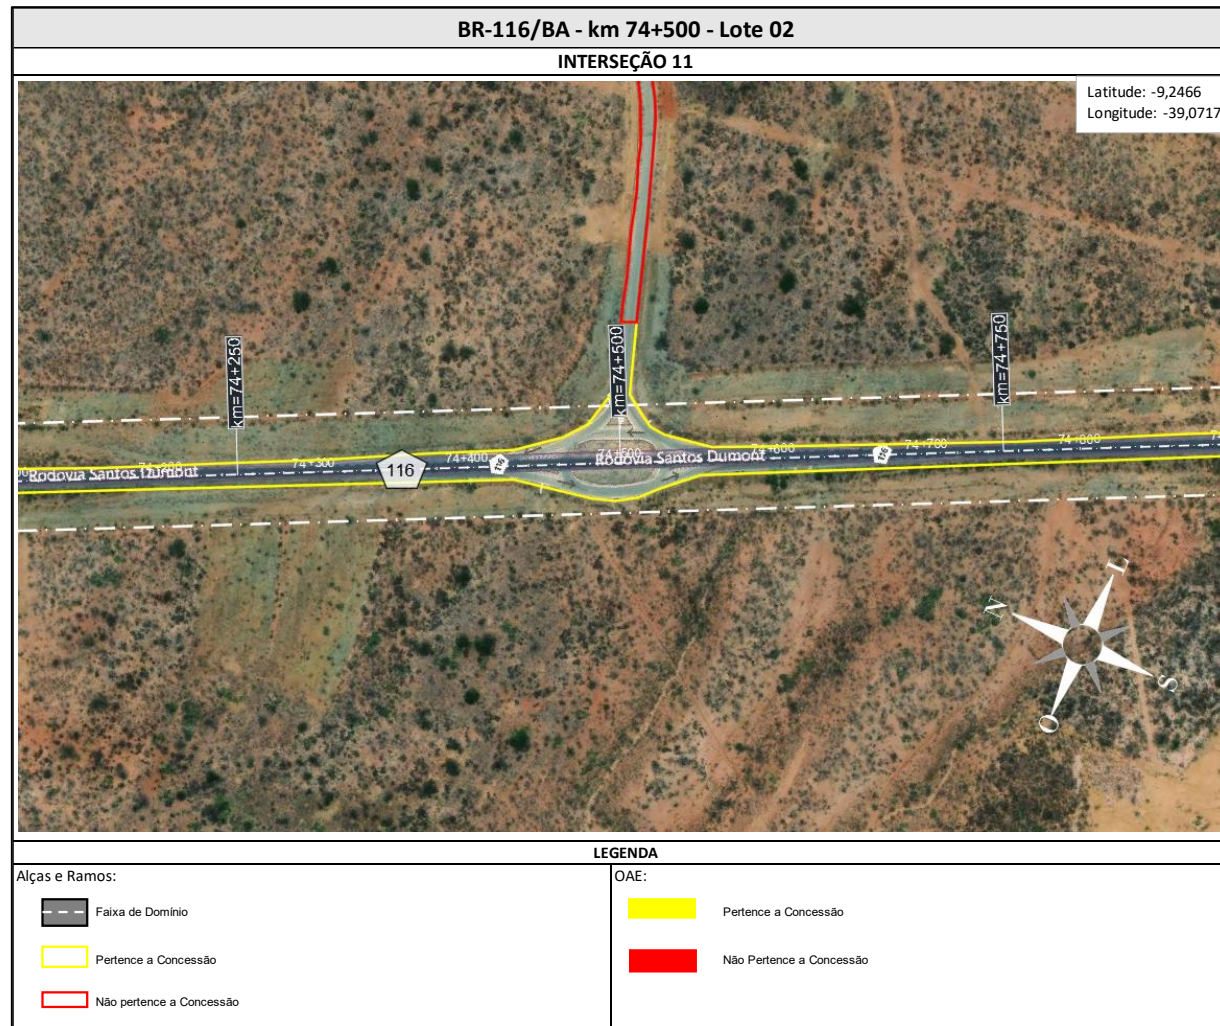 BR-116/BA - km 74+500 - Lote 02
INTERSEÇÃO 11
Latitude: -9,2466
Longitude: -39,0717
km=74+250
km=74+500
km=74+750
Rodovia Santos Dumont
74+300
116
74+400
116
74+500
Rodovia Santos Dumont
74+600
116
74+700
74+800
N
L
S
O
LEGENDA
Alças e Ramos:
Faixa de Domínio
Pertence a Concessão
Não pertence a Concessão
OAE:
Pertence a Concessão
Não Pertence a Concessão